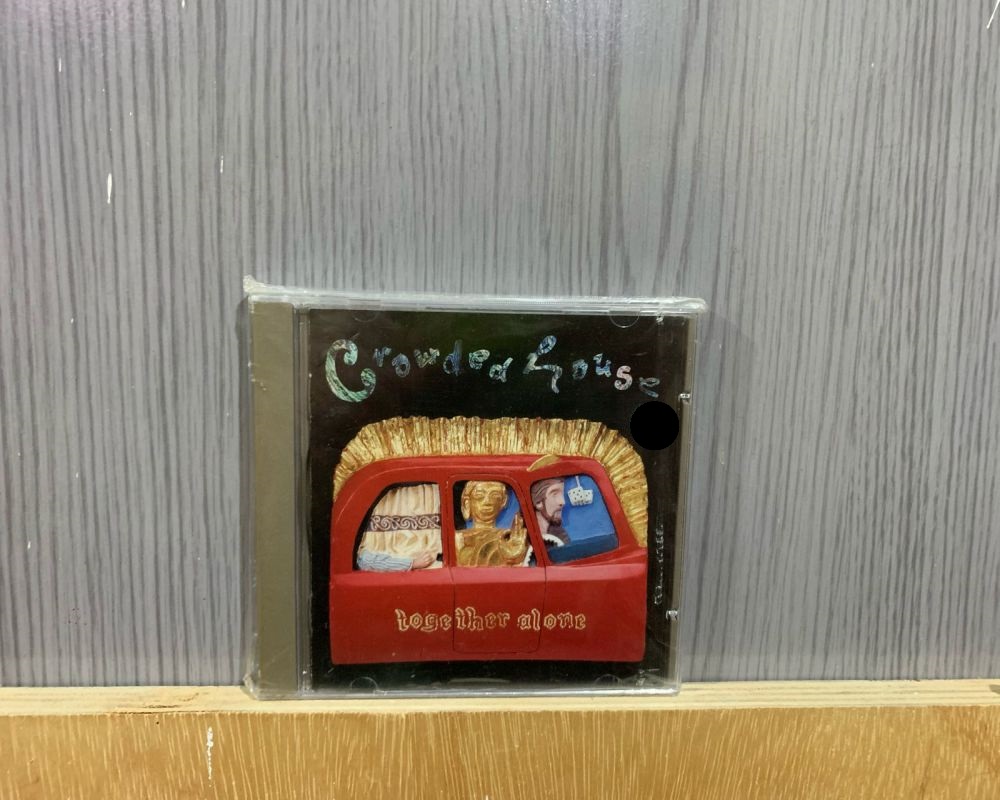 Crowded House
together alone